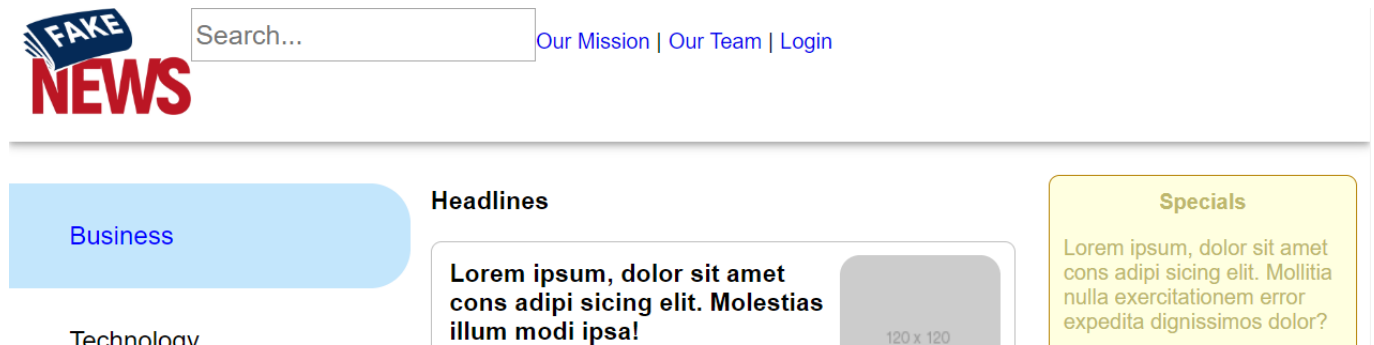 FAKE
NEWS
Search...
Our Mission | Our Team | Login
Business
Technology
Headlines
Lorem ipsum, dolor sit amet
cons adipi sicing elit. Molestias
illum modi ipsa!
120 x 120
Specials
Lorem ipsum, dolor sit amet
cons adipi sicing elit. Mollitia
nulla exercitationem error
expedita dignissimos dolor?